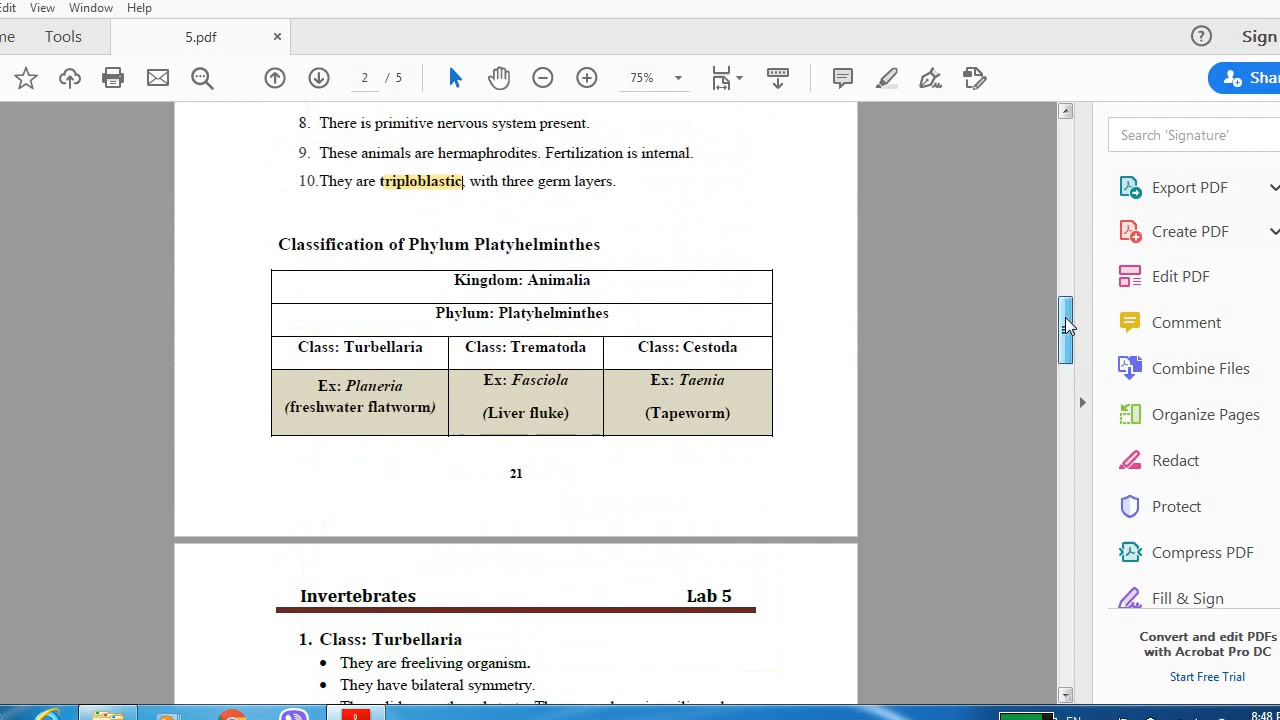 Edit View Window Help
me Tools 5.pdf × Sign
2 / 5 75% Sha
8. There is primitive nervous system present.
9. These animals are hermaphrodites. Fertilization is internal.
10.They are triploblastic, with three germ layers.
Classification of Phylum Platyhelminthes
Kingdom: Animalia
Phylum: Platyhelminthes
Class: Turbellaria Class: Trematoda Class: Cestoda
Ex: Planeria Ex: Fasciola Ex: Taenia
(freshwater flatworm) (Liver fluke) (Tapeworm)
21
Invertebrates Lab 5
1. Class: Turbellaria
• They are freeliving organism.
• They have bilateral symmetry.
Search 'Signature'
Export PDF
Create PDF
Edit PDF
Comment
Combine Files
Organize Pages
Redact
Protect
Compress PDF
Fill & Sign
Convert and edit PDFs
with Acrobat Pro DC
Start Free Trial
EN 8:48